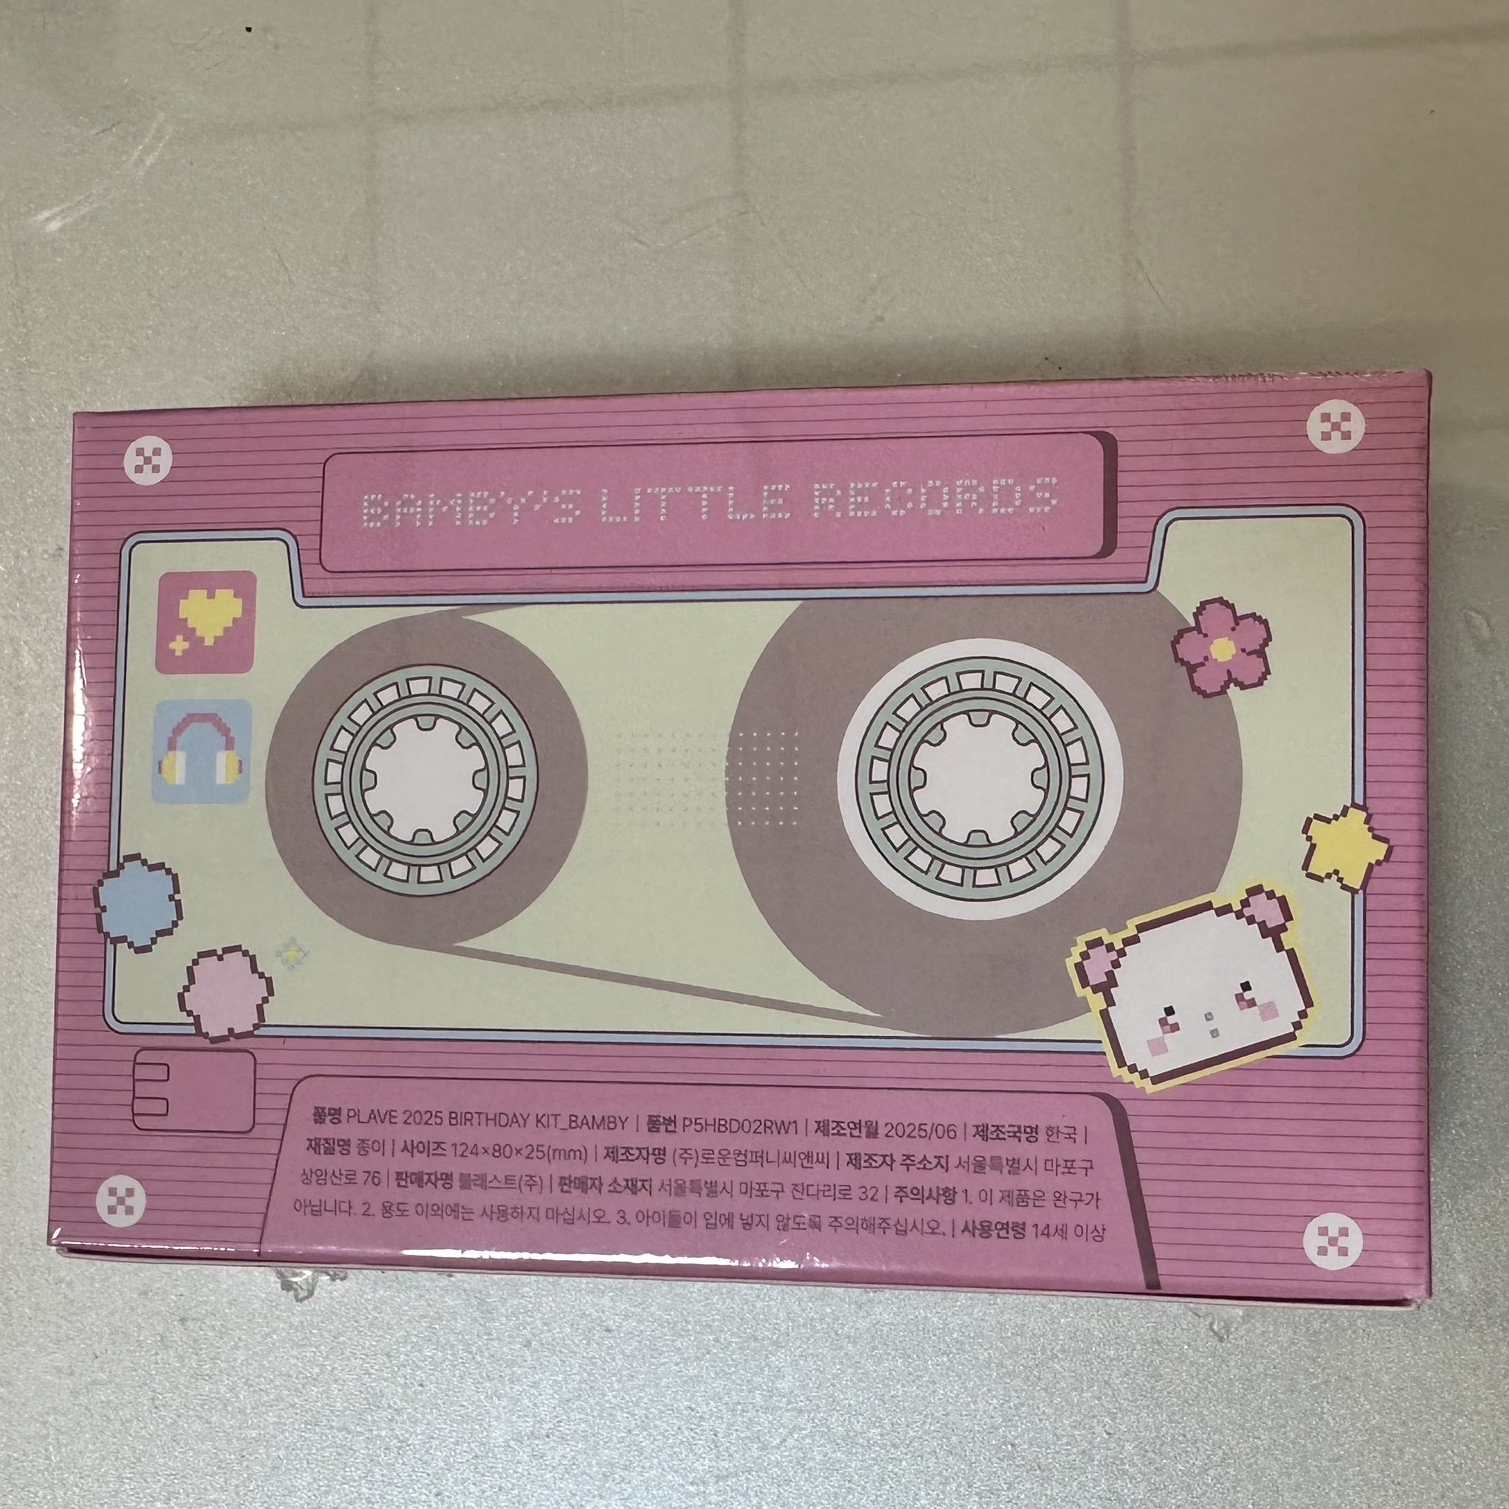 BAMBY'S LITTLE RECORDS
품명 PLAVE 2025 BIRTHDAY KIT_BAMBY | 품번 P5HBD02RW1 | 제조연월 2025/06 | 제조국명 한국 |
재질명 종이 | 사이즈 124×80×25(mm) | 제조자명 (주)로운컴퍼니씨앤씨 | 제조자 주소지 서울특별시 마포구
상암산로 76 | 판매자명 블래스트(주) | 판매자 소재지 서울특별시 마포구 잔다리로 32 | 주의사항 1. 이 제품은 완구가
아닙니다. 2. 용도 이외에는 사용하지 마십시오. 3. 아이들이 입에 넣지 않도록 주의해주십시오. | 사용연령 14세 이상